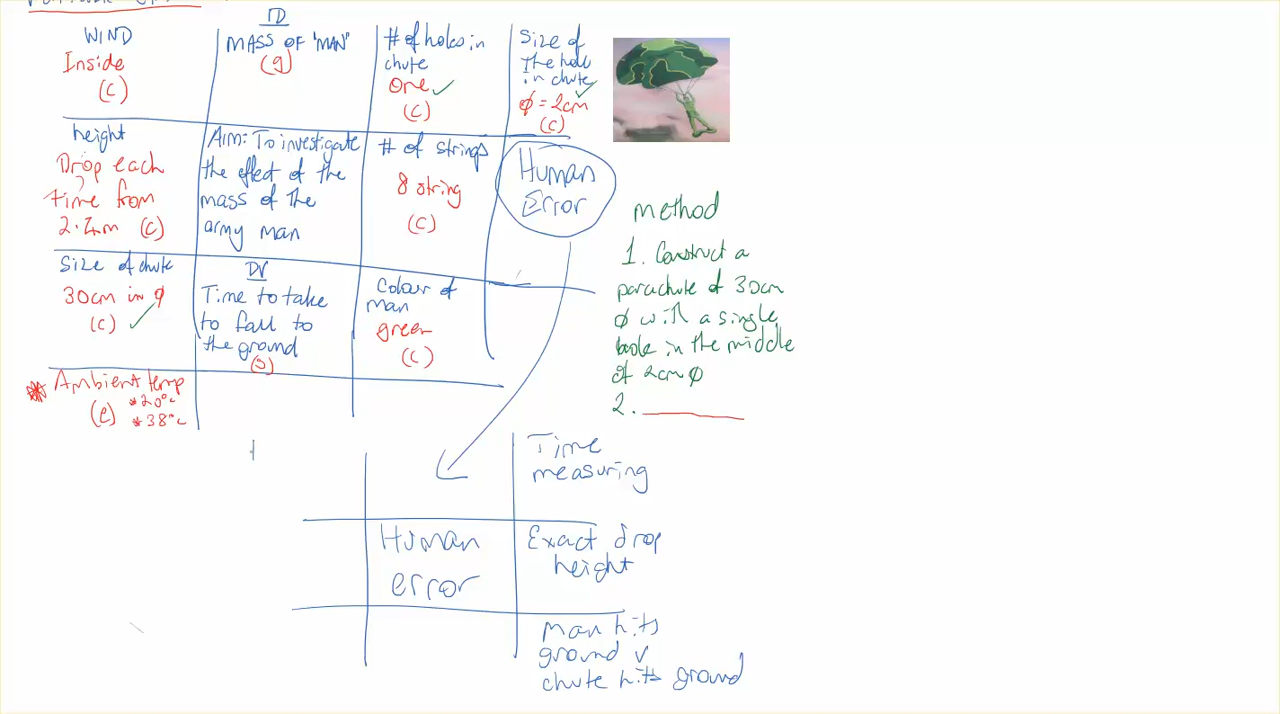 WIND
Inside
(C)
ID
MASS OF 'MAN'
(g)
# of holes in
chute
One ✓
(C)
Size of
the hole
in chute ✓
φ = 2cm
(C)
height
Drop each
time from
2.2m (C)
Aim: To investigate
the effect of the
mass of the
army man
# of strings
8 string
(C)
Human
Error
Size of chute
30cm in φ
(C) ✓
DV
Time to take
to fall to
the ground
(s)
Colour of
man
green
(C)
Ambient temp
(C) *20°C
*38°C
method
1. Construct a
parachute of 30cm
φ with a single
hole in the middle
of 2cm φ
2.
Time
measuring
Human
error
Exact drop
height
Man hits
ground v
chute hits ground